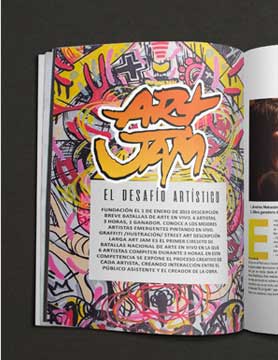 ART
JAM
EL DESAFÍO ARTÍSTICO
FUNDACIÓN EL 1 DE ENERO DE 2013 DESCRIPCIÓN
BREVE BATALLAS DE ARTE EN VIVO. 6 ARTISTAS,
3 HORAS, 2 GANADOR. CONOCE A LOS MEJORES
ARTISTAS EMERGENTES PINTANDO EN VIVO.
GRAFFITI /ILUSTRACIÓN/ STREET ART DESCRIPCIÓN
LARGA ART JAM ES EL PRIMER CIRCUITO DE
BATALLAS NACIONAL DE ARTE EN VIVO EN LA QUE
6 ARTISTAS COMPITEN DURANTE 3 HORAS. EN ESTA
COMPETENCIA SE EXPONE EL PROCESO CREATIVO DE
CADA ARTISTA, CREANDO INTERACCIÓN ENTRE EL
PÚBLICO ASISTENTE Y EL CREADOR DE LA OBRA.
E